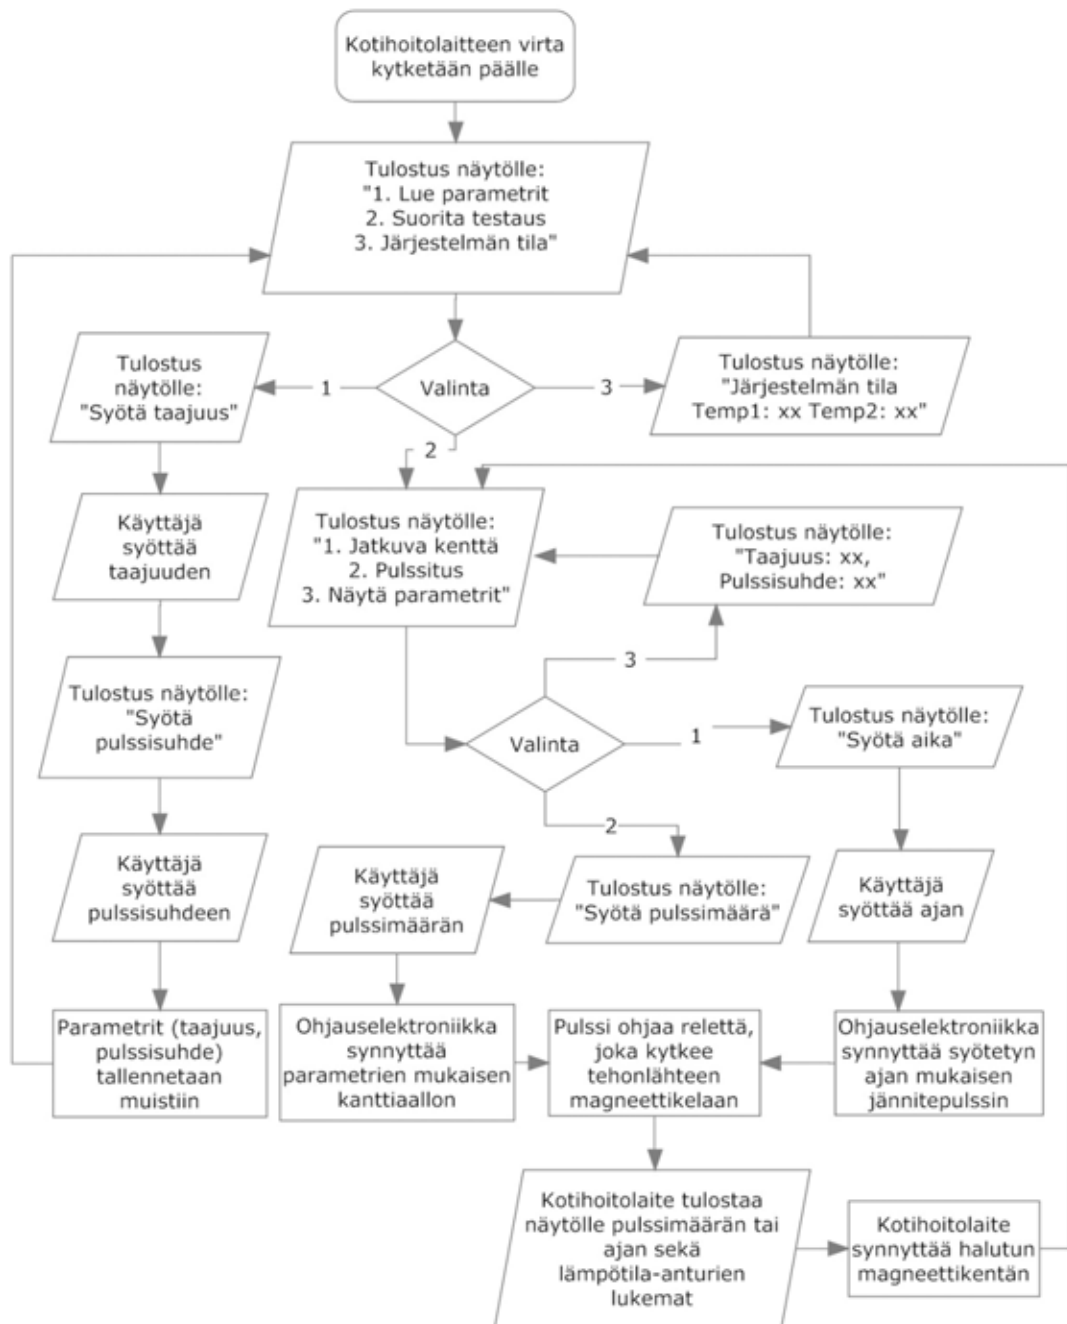 Kotihoitolaitteen virta
kytketään päälle
Tulostus näytölle:
"1. Lue parametrit
2. Suorita testaus
3. Järjestelmän tila"
Valinta
1
3
2
Tulostus
näytölle:
"Syötä taajuus"
Tulostus näytölle:
"Järjestelmän tila
Temp1: xx Temp2: xx"
Käyttäjä
syöttää
taajuuden
Tulostus näytölle:
"1. Jatkuva kenttä
2. Pulssitus
3. Näytä parametrit"
Tulostus näytölle:
"Taajuus: xx,
Pulssisuhde: xx"
Tulostus näytölle:
"Syötä
pulssisuhde"
Valinta
3
1
2
Tulostus näytölle:
"Syötä aika"
Käyttäjä
syöttää
pulssisuhteen
Käyttäjä
syöttää
pulssimäärän
Tulostus näytölle:
"Syötä pulssimäärä"
Käyttäjä
syöttää ajan
Parametrit (taajuus,
pulssisuhde)
tallennetaan
muistiin
Ohjauselektroniikka
synnyttää
parametrien mukaisen
kanttiaallon
Pulssi ohjaa relettä,
joka kytkee
tehonlähteen
magneettikelaan
Ohjauselektroniikka
synnyttää syötetyn
ajan mukaisen
jännitepulssin
Kotihoitolaite tulostaa
näytölle pulssimäärän tai
ajan sekä
lämpötila-anturien
lukemat
Kotihoitolaite
synnyttää halutun
magneettikentän